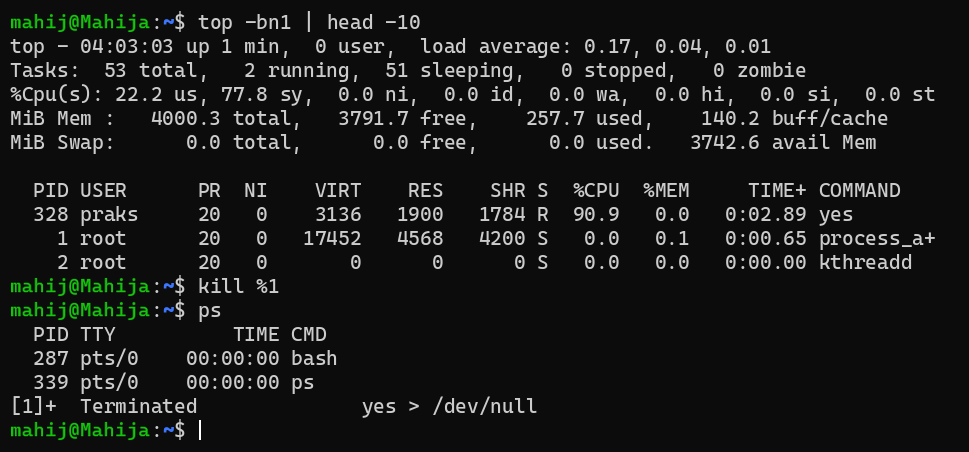 mahij@Mahija:~$ top -bn1 | head -10
top - 04:03:03 up 1 min,  0 user,  load average: 0.17, 0.04, 0.01
Tasks:  53 total,   2 running,  51 sleeping,   0 stopped,   0 zombie
%Cpu(s): 22.2 us, 77.8 sy,  0.0 ni,  0.0 id,  0.0 wa,  0.0 hi,  0.0 si,  0.0 st
MiB Mem :   4000.3 total,   3791.7 free,    257.7 used,    140.2 buff/cache
MiB Swap:      0.0 total,      0.0 free,      0.0 used.   3742.6 avail Mem
  PID USER      PR  NI    VIRT    RES    SHR S  %CPU  %MEM     TIME+ COMMAND
  328 praks     20   0    3136   1900   1784 R  90.9   0.0   0:02.89 yes
    1 root      20   0   17452   4568   4200 S   0.0   0.1   0:00.65 process_a+
    2 root      20   0       0      0      0 S   0.0   0.0   0:00.00 kthreadd
mahij@Mahija:~$ kill %1
mahij@Mahija:~$ ps
  PID TTY          TIME CMD
  287 pts/0    00:00:00 bash
  339 pts/0    00:00:00 ps
[1]+  Terminated              yes > /dev/null
mahij@Mahija:~$